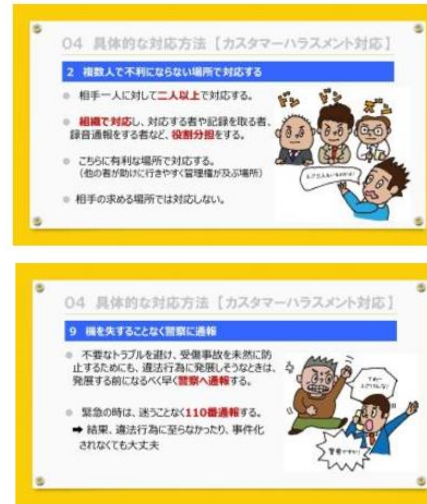 04 具体的な対応方法【カスタマーハラスメント対応】
2 複数人で不利にならない場所で対応する
相手一人に対して二人以上で対応する。
組織で対応し、対応する者や記録を取る者、
録音通報をする者など、役割分担をする。
こちらに有利な場所で対応する。
(他の者が助けに行きやすく管理権が及ぶ場所)
相手の求める場所では対応しない。
ドン
ドン
04 具体的な対応方法【カスタマーハラスメント対応】
9 機を失することなく警察に通報
不要なトラブルを避け、受傷事故を未然に防
止するためにも、違法行為に発展しそうなときは、
発展する前になるべく早く警察へ通報する。
緊急の時は、迷うことなく110番通報する。
➡ 結果、違法行為に至らなかったり、事件化
されなくても大丈夫
警察ですか!